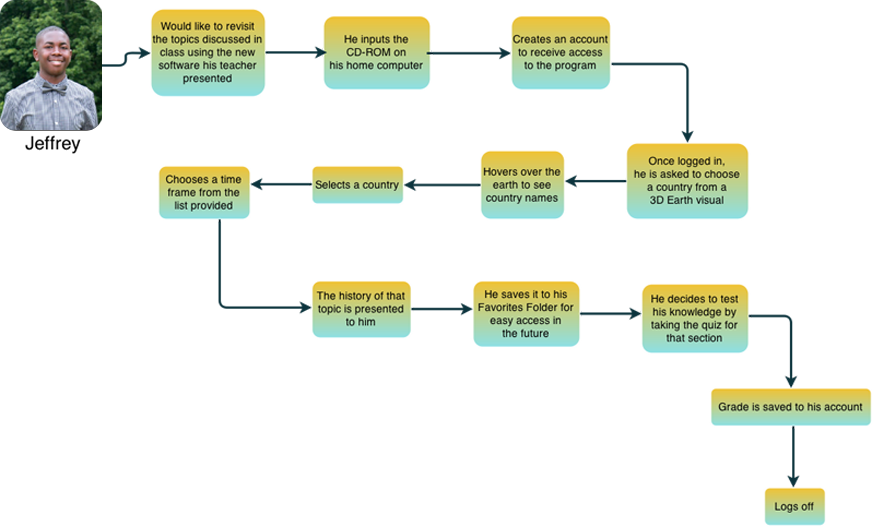 Jeffrey
Would like to revisit
the topics discussed in
class using the new
software his teacher
presented
He inputs the
CD-ROM on
his home computer
Creates an account
to receive access
to the program
Once logged in,
he is asked to choose
a country from a
3D Earth visual
Hovers over the
earth to see
country names
Selects a country
Chooses a time
frame from the
list provided
The history of that
topic is presented
to him
He saves it to his
Favorites Folder for
easy access in
the future
He decides to test
his knowledge by
taking the quiz for
that section
Grade is saved to his account
Logs off